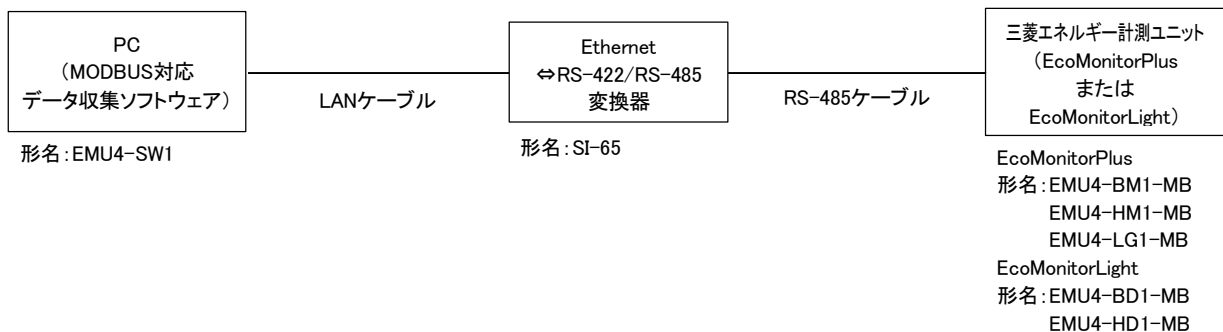 PC
（MODBUS対応
データ収集ソフトウェア）
形名：EMU4-SW1
LANケーブル
Ethernet
⇔RS-422/RS-485
変換器
形名：SI-65
RS-485ケーブル
三菱エネルギー計測ユニット
（EcoMonitorPlus
または
EcoMonitorLight）
EcoMonitorPlus
形名：EMU4-BM1-MB
EMU4-HM1-MB
EMU4-LG1-MB
EcoMonitorLight
形名：EMU4-BD1-MB
EMU4-HD1-MB